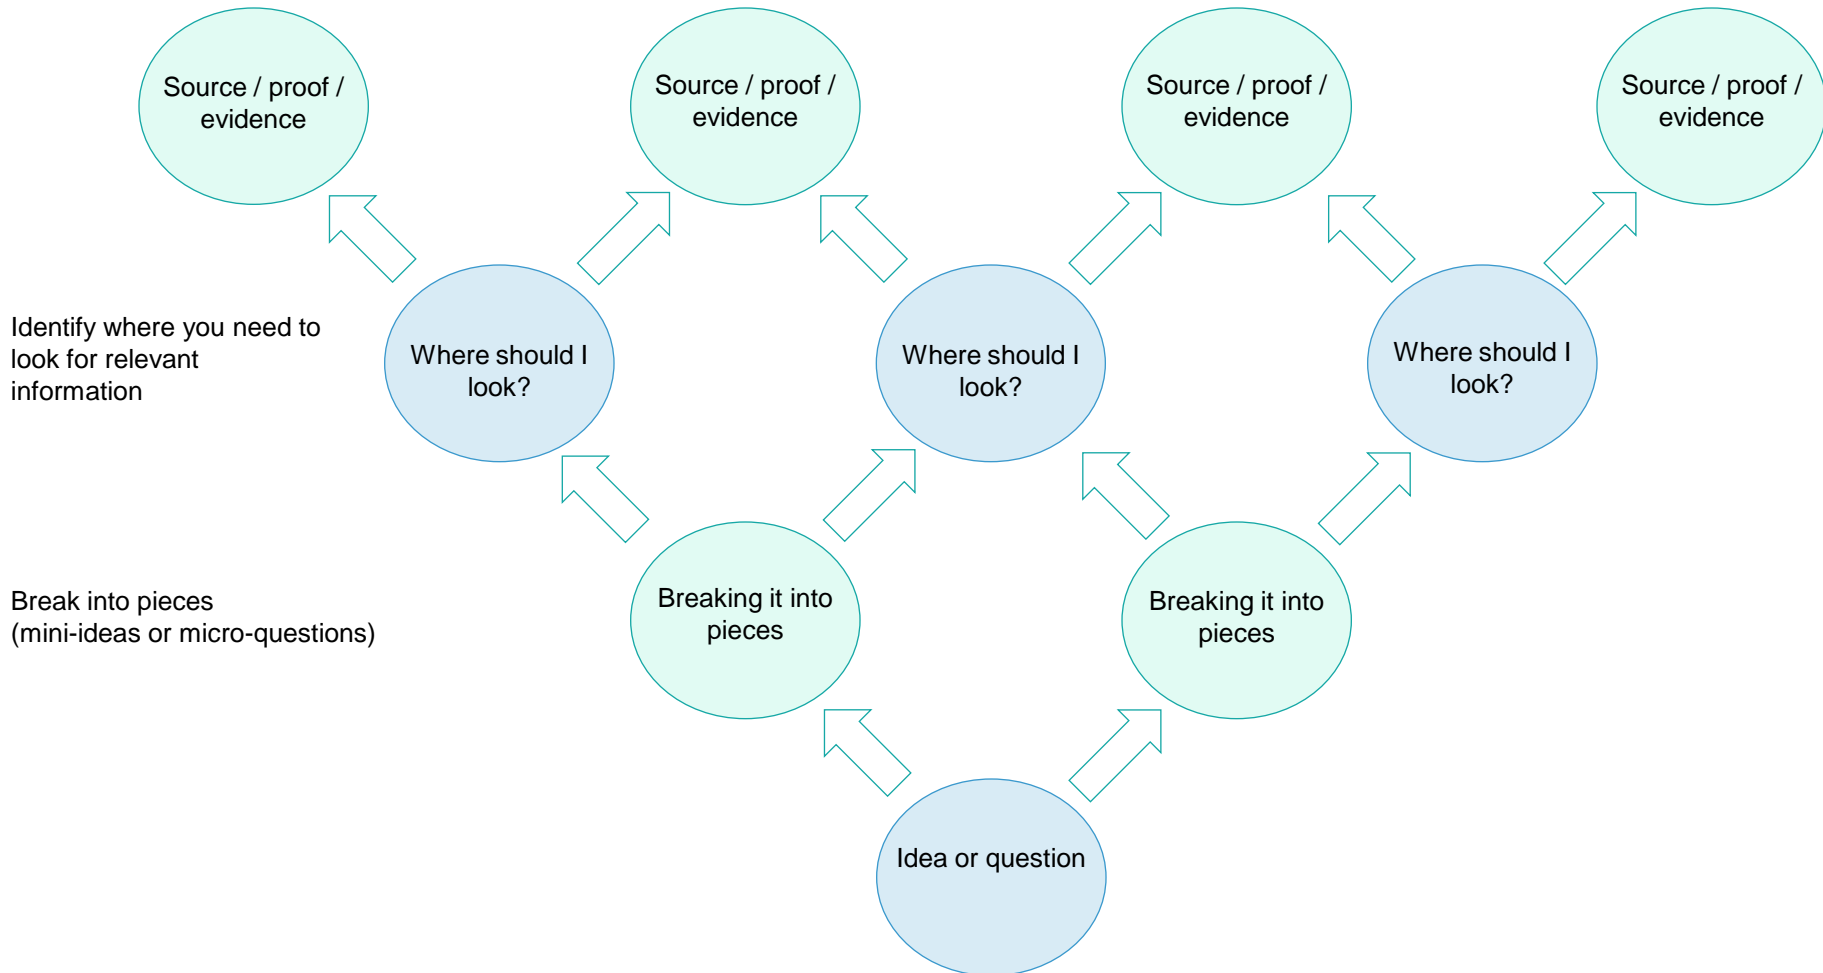 Source / proof /
evidence
Source / proof /
evidence
Source / proof /
evidence
Source / proof /
evidence
Identify where you need to
look for relevant
information
Where should I
look?
Where should I
look?
Where should I
look?
Break into pieces
(mini-ideas or micro-questions)
Breaking it into
pieces
Breaking it into
pieces
Idea or question